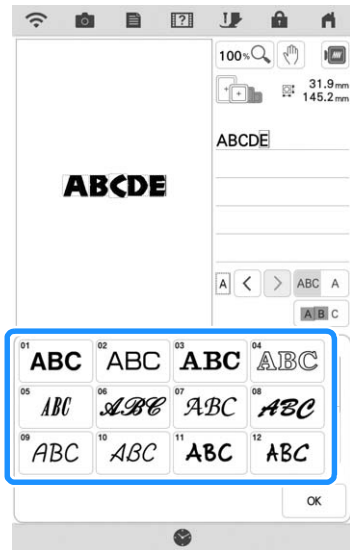 100%
31.9mm
145.2mm
ABCDE
ABCDE
A < > ABC A
A B C
01 ABC
02 ABC
03 ABC
04 ABC
05 ABC
06 ABC
07 ABC
08 ABC
09 ABC
10 ABC
11 ABC
12 ABC
OK